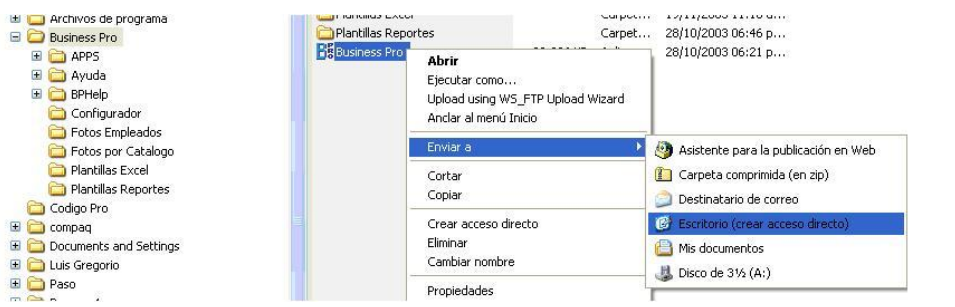 Archivos de programa
Business Pro
APPS
Ayuda
BPHelp
Configurador
Fotos Empleados
Fotos por Catalogo
Plantillas Excel
Plantillas Reportes
Codigo Pro
compaq
Documents and Settings
Luis Gregorio
Paso
Plantillas Excel Carpet... 19/11/2003
Plantillas Reportes Carpet... 28/10/2003 06:46 p...
Business Pro 28/10/2003 06:21 p...
Abrir
Ejecutar como...
Upload using WS_FTP Upload Wizard
Anclar al menú Inicio
Enviar a
Cortar
Copiar
Crear acceso directo
Eliminar
Cambiar nombre
Propiedades
Asistente para la publicación en Web
Carpeta comprimida (en zip)
Destinatario de correo
Escritorio (crear acceso directo)
Mis documentos
Disco de 3½ (A:)